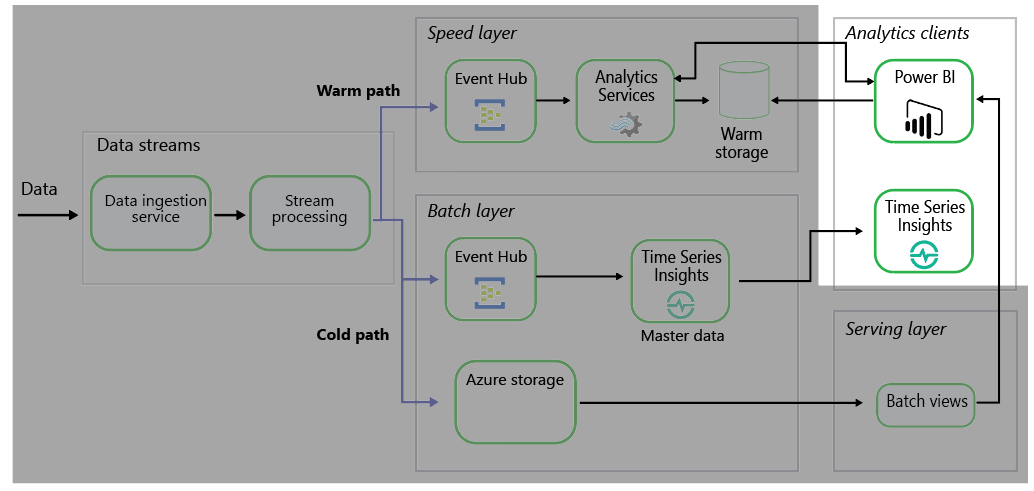 Speed layer
Analytics clients
Event Hub
Analytics
Services
Power BI
Warm path
Warm
storage
Data streams
Data
Data ingestion
service
Stream
processing
Batch layer
Time Series
Insights
Event Hub
Time Series
Insights
Master data
Cold path
Serving layer
Azure storage
Batch views